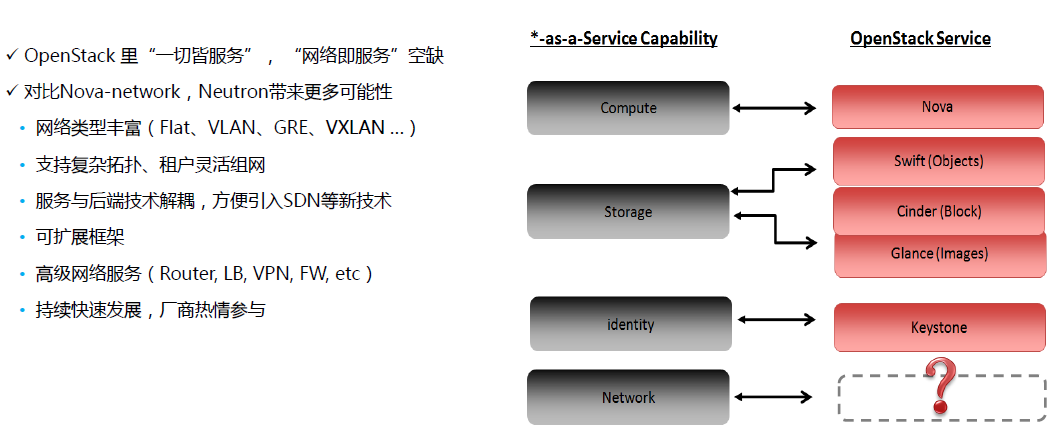 ✓ OpenStack 里“一切皆服务”，“网络即服务”空缺
✓ 对比Nova-network，Neutron带来更多可能性
• 网络类型丰富（Flat、VLAN、GRE、VXLAN ...）
• 支持复杂拓扑、租户灵活组网
• 服务与后端技术解耦，方便引入SDN等新技术
• 可扩展框架
• 高级网络服务（Router, LB, VPN, FW, etc）
• 持续快速发展，厂商热情参与
*-as-a-Service Capability
OpenStack Service
Compute
Nova
Storage
Swift (Objects)
Cinder (Block)
Glance (Images)
identity
Keystone
Network
?